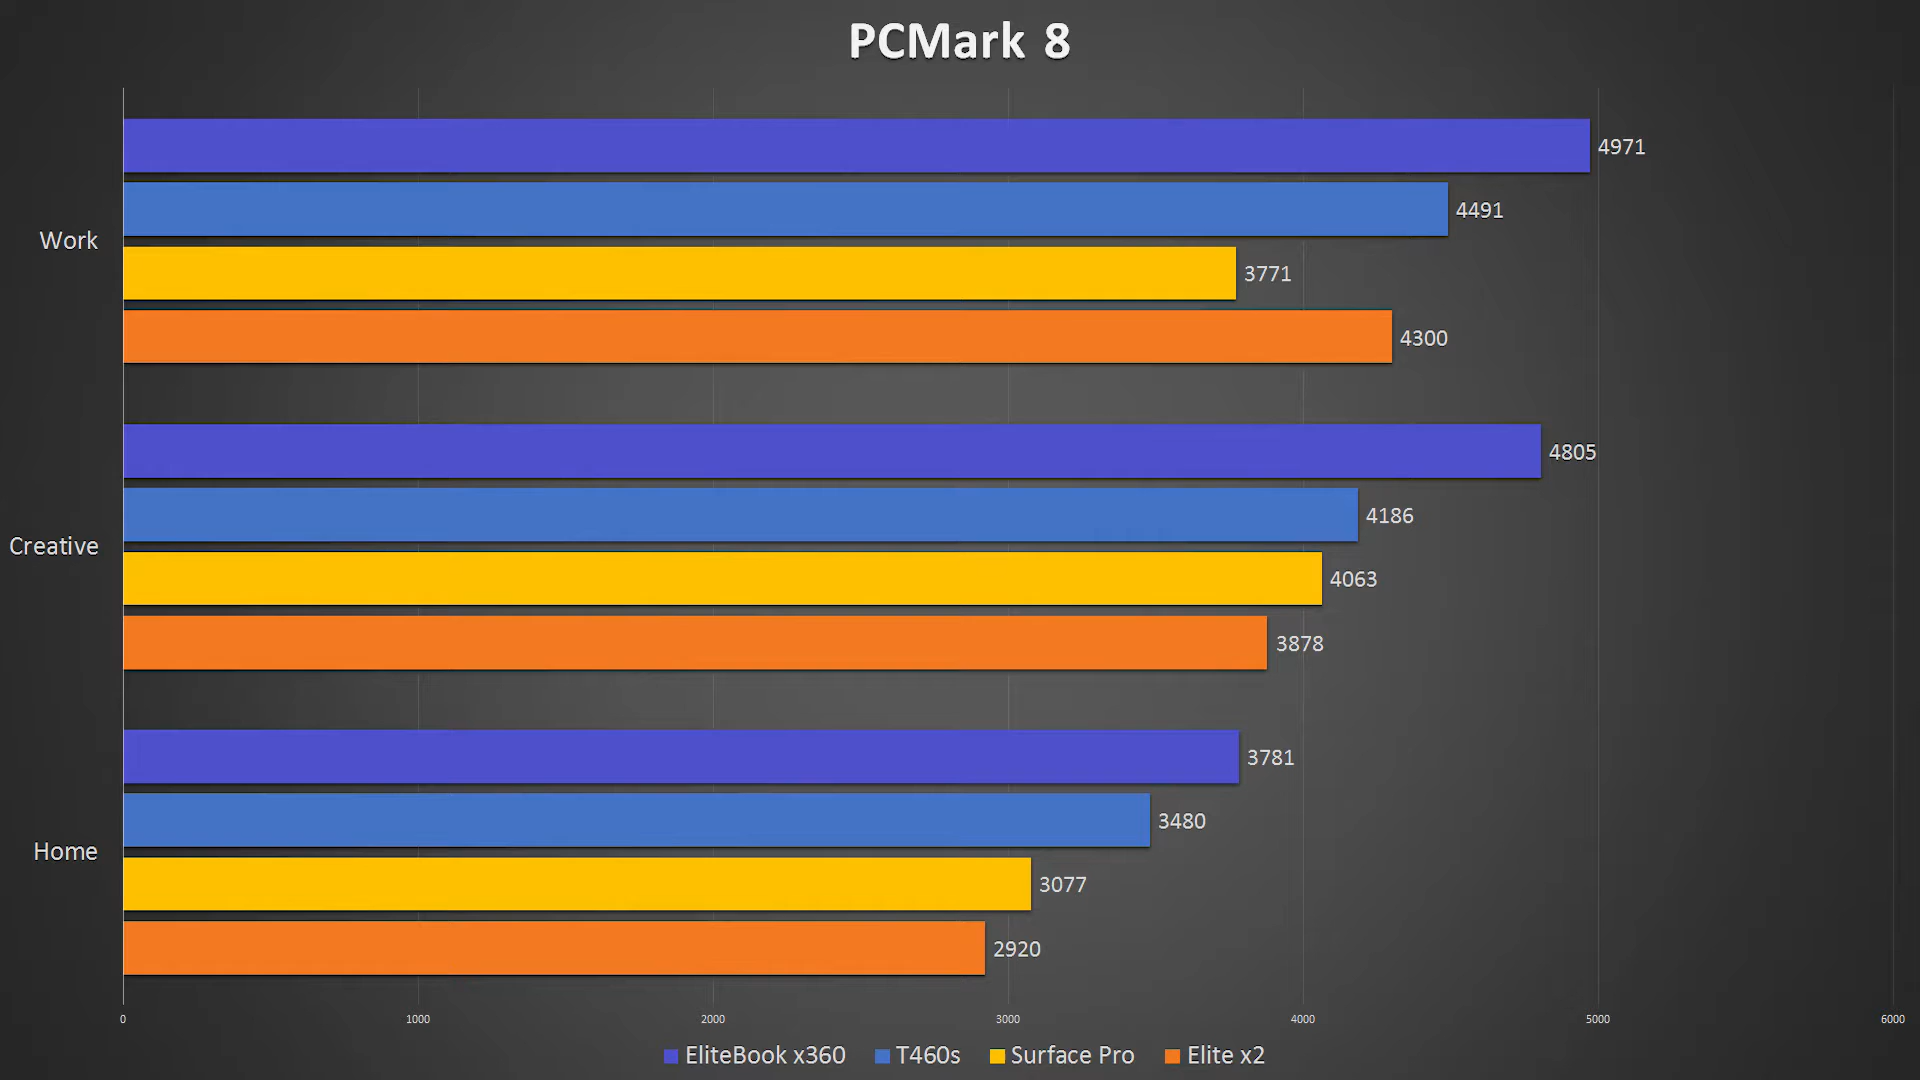 PCMark 8
4971
4491
Work
3771
4300
4805
4186
Creative
4063
3878
3781
3480
Home
3077
2920
0 1000 2000 3000 4000 5000 6000
EliteBook x360 T460s Surface Pro Elite x2